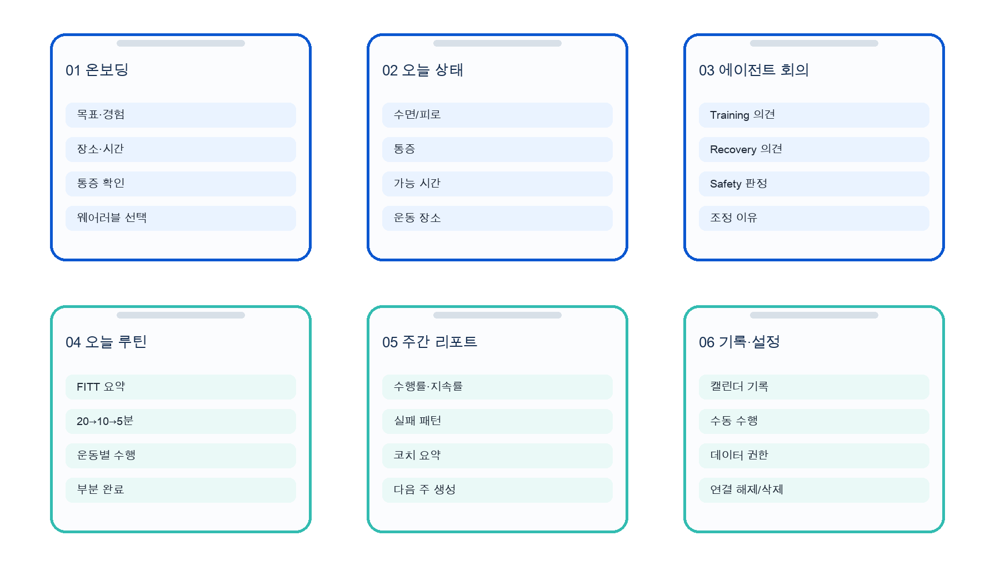 01 온보딩
목표·경험
장소·시간
통증 확인
웨어러블 선택
02 오늘 상태
수면/피로
통증
가능 시간
운동 장소
03 에이전트 회의
Training 의견
Recovery 의견
Safety 판정
조정 이유
04 오늘 루틴
FITT 요약
20→10→5분
운동별 수행
부분 완료
05 주간 리포트
수행률·지속률
실패 패턴
코치 요약
다음 주 생성
06 기록·설정
캘린더 기록
수동 수행
데이터 권한
연결 해제/삭제